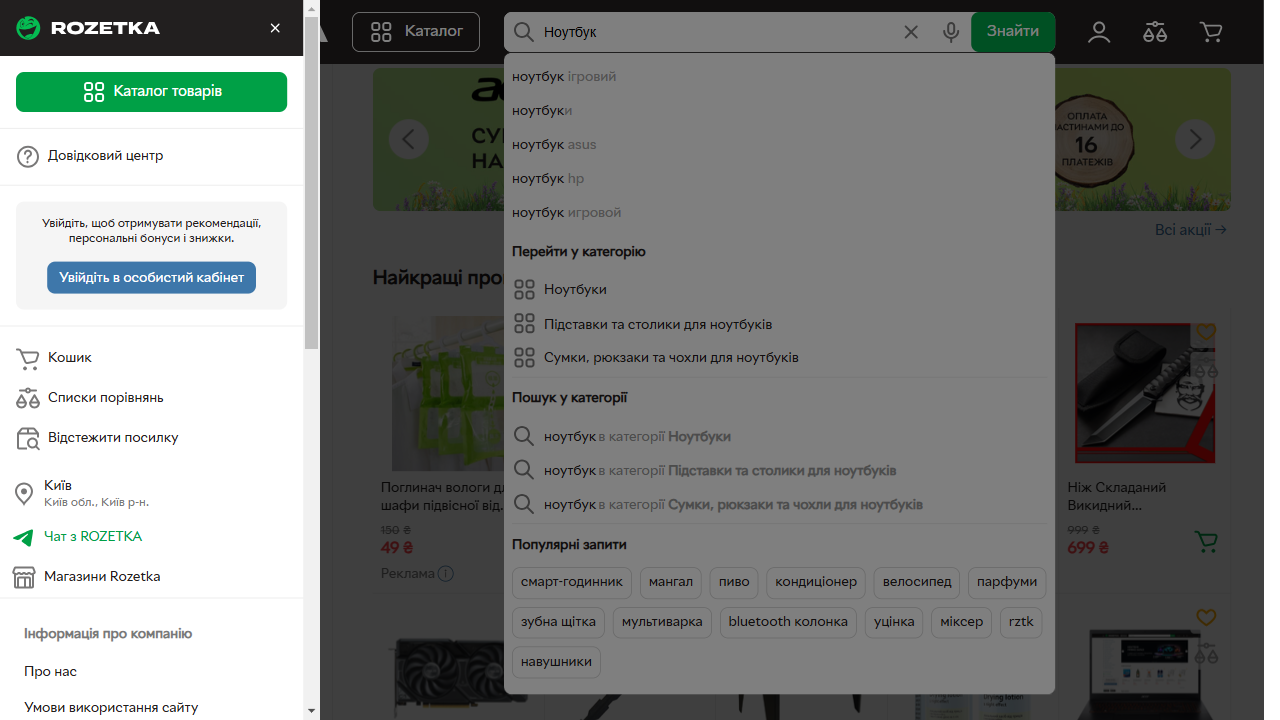 ROZETKA
Каталог товарів
Довідковий центр
Увійдіть, щоб отримувати рекомендації,
персональні бонуси і знижки.
Увійдіть в особистий кабінет
Кошик
Списки порівнянь
Відстежити посилку
Київ
Київ обл., Київ р-н.
Чат з ROZETKA
Магазини Rozetka
Інформація про компанію
Про нас
Умови використання сайту
Каталог
Ноутбук
Знайти
ноутбук ігровий
ноутбуки
ноутбук asus
ноутбук hp
ноутбук игровой
Перейти у категорію
Ноутбуки
Підставки та столики для ноутбуків
Сумки, рюкзаки та чохли для ноутбуків
Пошук у категорії
ноутбук в категорії Ноутбуки
ноутбук в категорії Підставки та столики для ноутбуків
ноутбук в категорії Сумки, рюкзаки та чохли для ноутбуків
Популярні запити
смарт-годинник
мангал
пиво
кондиціонер
велосипед
парфуми
зубна щітка
мультиварка
bluetooth колонка
уцінка
міксер
rztk
навушники
ОПЛАТА
ЧАСТИНАМИ ДО
16
ПЛАТЕЖІВ
Всі акції →
Найкращі про
Поглинач вологи д
шафи підвісної від
150 ₴
49 ₴
Реклама
Ніж Складаний
Викидний...
999 ₴
699 ₴